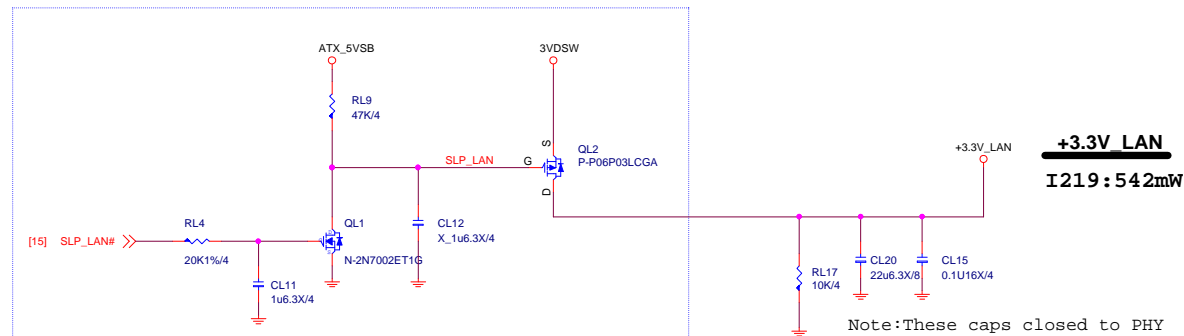 ATX_5VSB
3VDSW
RL9
47K/4
S
QL2
P-P06P03LCGA
G
SLP_LAN
D
+3.3V_LAN
+3.3V_LAN
I219:542mW
RL4
[15] SLP_LAN#
20K1%/4
QL1
N-2N7002ET1G
CL12
X_1u6.3X/4
CL11
1u6.3X/4
RL17
10K/4
CL20
22u6.3X/8
CL15
0.1U16X/4
Note:These caps closed to PHY